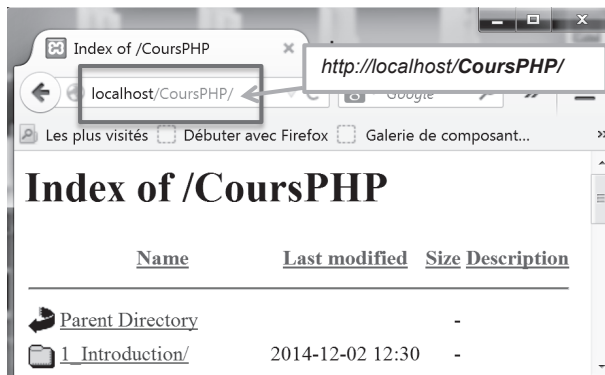 Index of /CoursPHP
http://localhost/CoursPHP/
localhost/CoursPHP/
Google
Les plus visités Débuter avec Firefox Galerie de composant...
Index of /CoursPHP
Name Last modified Size Description
Parent Directory -
1_Introduction/ 2014-12-02 12:30 -